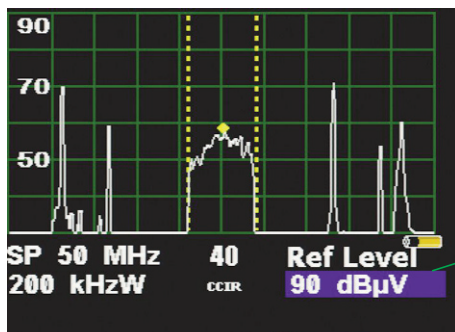 90
70
50
SP 50 MHz 40 Ref Level
200 kHzW CCIR 90 dBµV